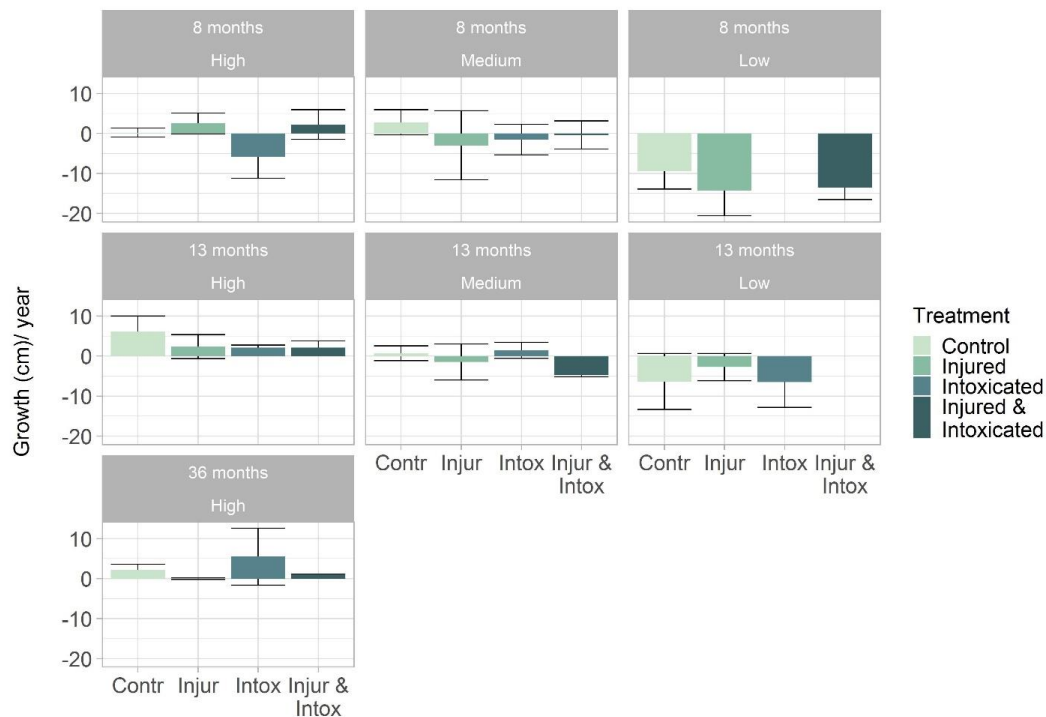 8 months
High
8 months
Medium
8 months
Low
10
0
-10
-20
13 months
High
13 months
Medium
13 months
Low
10
0
-10
-20
Contr Injur Intox Injur &
Intox
Contr Injur Intox Injur &
Intox
36 months
High
10
0
-10
-20
Contr Injur Intox Injur &
Intox
Growth (cm)/ year
Treatment
Control
Injured
Intoxicated
Injured &
Intoxicated